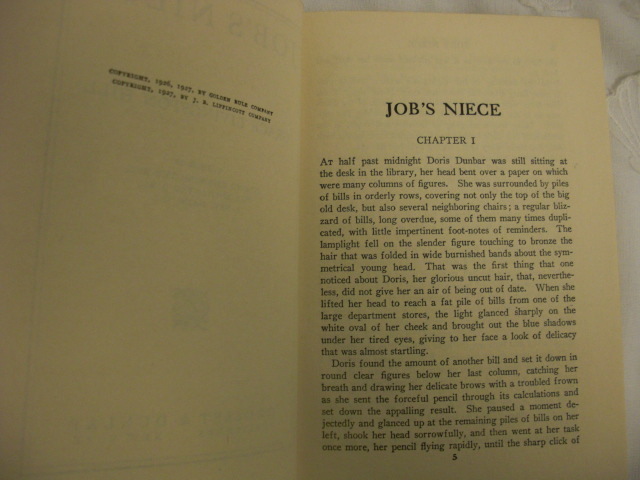 COPYRIGHT, 1926, 1927, BY GOLDEN RULE COMPANY
COPYRIGHT, 1927, BY J. B. LIPPINCOTT COMPANY
JOB'S NIECE
CHAPTER I
At half past midnight Doris Dunbar was still sitting at
the desk in the library, her head bent over a paper on which
were many columns of figures. She was surrounded by piles
of bills in orderly rows, covering not only the top of the big
old desk, but also several neighboring chairs; a regular bliz-
zard of bills, long overdue, some of them many times dupli-
cated, with little impertinent foot-notes of reminders. The
lamplight fell on the slender figure touching to bronze the
hair that was folded in wide burnished bands about the sym-
metrical young head. That was the first thing that one
noticed about Doris, her glorious uncut hair, that, neverthe-
less, did not give her an air of being out of date. When she
lifted her head to reach a fat pile of bills from one of the
large department stores, the light glanced sharply on the
white oval of her cheek and brought out the blue shadows
under her tired eyes, giving to her face a look of delicacy
that was almost startling.
Doris found the amount of another bill and set it down in
round clear figures below her last column, catching her
breath and drawing her delicate brows with a troubled frown
as she sent the forceful pencil through its calculations and
set down the appalling result. She paused a moment de-
jectedly and glanced up at the remaining piles of bills on her
left, shook her head sorrowfully, and then went at her task
once more, her pencil flying rapidly, until the sharp click of
5